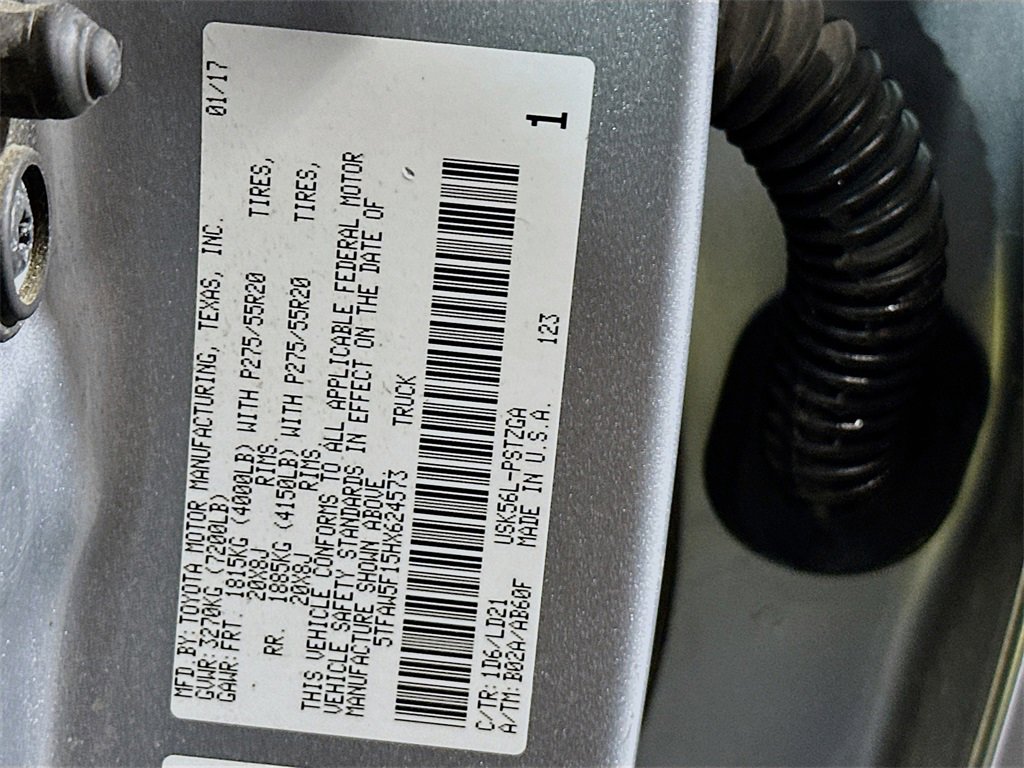 MFD. BY: TOYOTA MOTOR MANUFACTURING, TEXAS, INC. 01/17
GVWR: 3270KG (7200LB)
GAWR: FRT. 1815KG (4000LB) WITH P275/55R20 TIRES,
20X8J RIMS.
RR. 1885KG (4150LB) WITH P275/55R20 TIRES,
20X8J RIMS.
THIS VEHICLE CONFORMS TO ALL APPLICABLE FEDERAL MOTOR
VEHICLE SAFETY STANDARDS IN EFFECT ON THE DATE OF
MANUFACTURE SHOWN ABOVE.
5TFAW5F15HX624573 TRUCK
C/TR: 1D6/LD21 USK56L-PSTZGA 123
A/TM: B02A/AB60F MADE IN U.S.A.
1